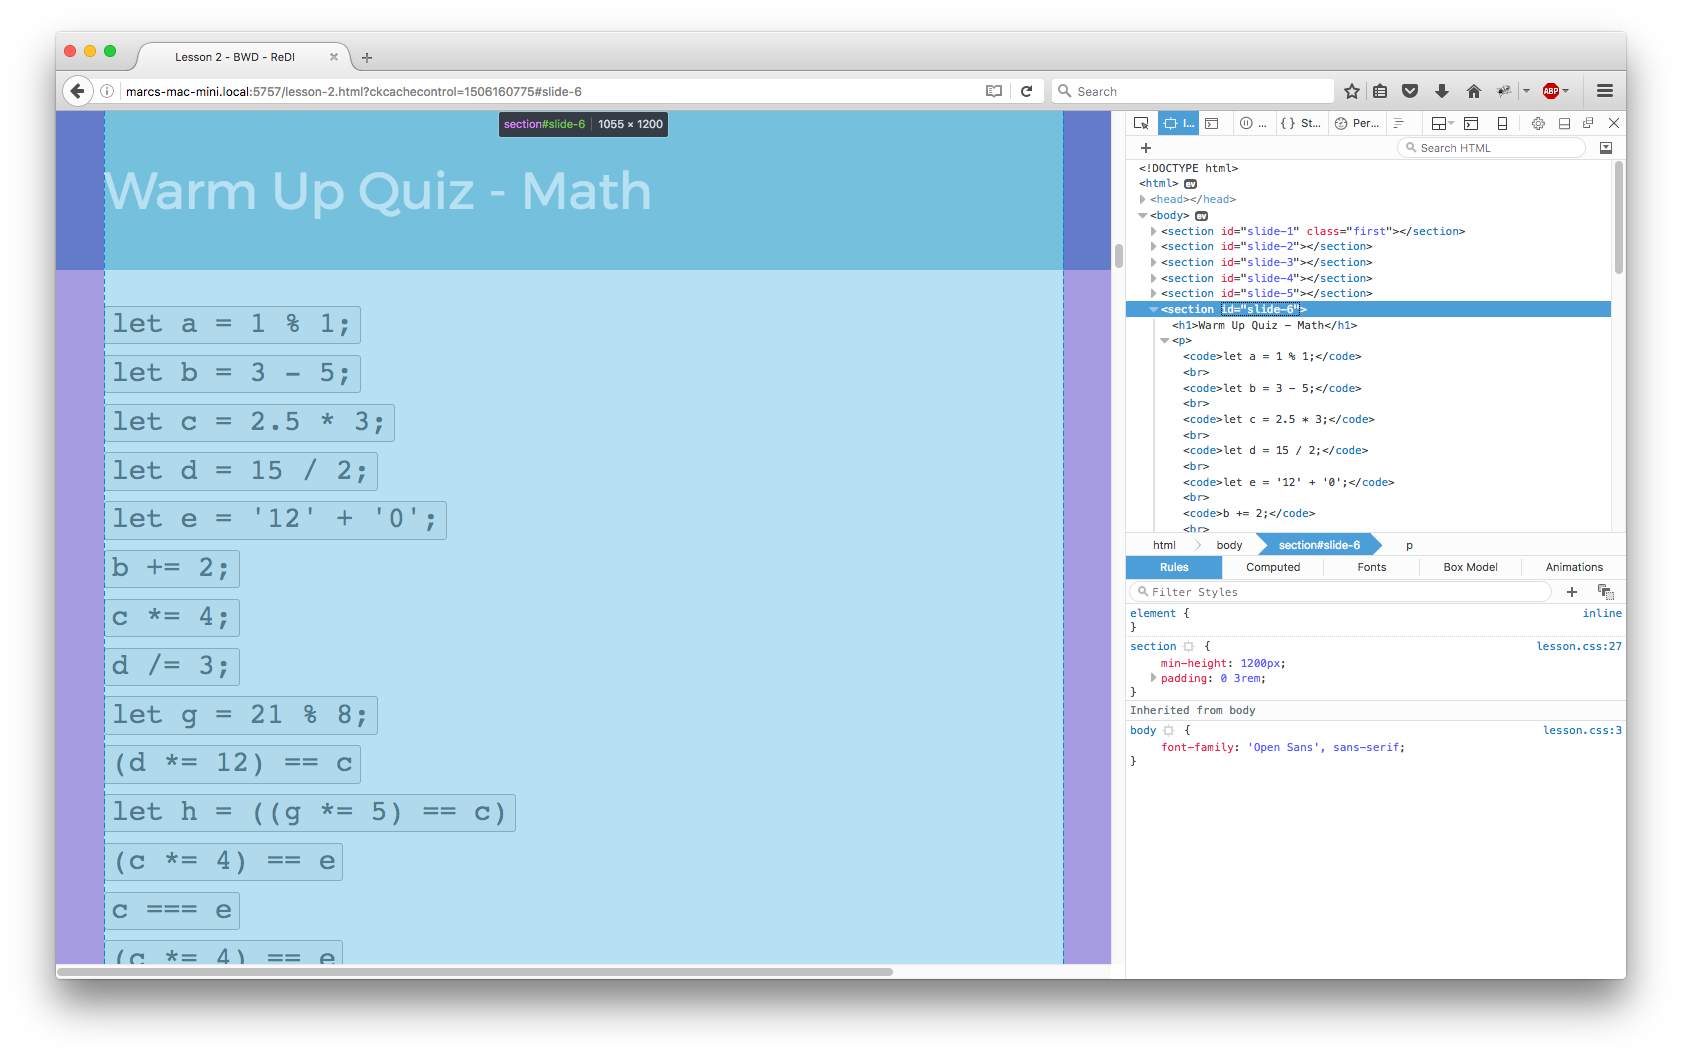 Lesson 2 - BWD - ReDI
marcs-mac-mini.local:5757/lesson-2.html?ckcachecontrol=1506160775#slide-6
Search
ABP
section#slide-6 1055 × 1200
Warm Up Quiz - Math
let a = 1 % 1;
let b = 3 - 5;
let c = 2.5 * 3;
let d = 15 / 2;
let e = '12' + '0';
b += 2;
c *= 4;
d /= 3;
let g = 21 % 8;
(d *= 12) == c
let h = ((g *= 5) == c)
(c *= 4) == e
c === e
(c *= 4) == e
I... ... { } St... Per...
+ Search HTML
<!DOCTYPE html>
<html> ev
<head></head>
<body> ev
<section id="slide-1" class="first"></section>
<section id="slide-2"></section>
<section id="slide-3"></section>
<section id="slide-4"></section>
<section id="slide-5"></section>
<section id="slide-6">
<h1>Warm Up Quiz - Math</h1>
<p>
<code>let a = 1 % 1;</code>
<br>
<code>let b = 3 - 5;</code>
<br>
<code>let c = 2.5 * 3;</code>
<br>
<code>let d = 15 / 2;</code>
<br>
<code>let e = '12' + '0';</code>
<br>
<code>b += 2;</code>
<br>
html body section#slide-6 p
Rules Computed Fonts Box Model Animations
Filter Styles +
element { inline
}
section { lesson.css:27
min-height: 1200px;
padding: 0 3rem;
}
Inherited from body
body { lesson.css:3
font-family: 'Open Sans', sans-serif;
}